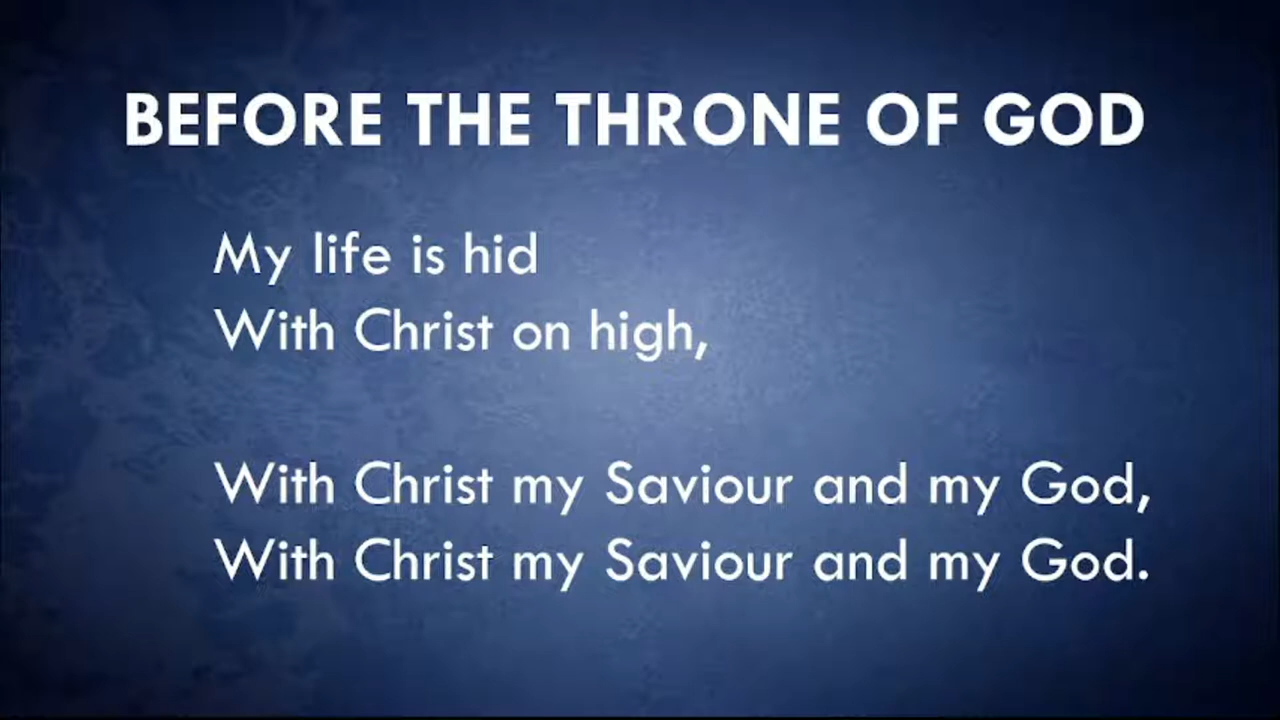 BEFORE THE THRONE OF GOD
My life is hid
With Christ on high,
With Christ my Saviour and my God,
With Christ my Saviour and my God.